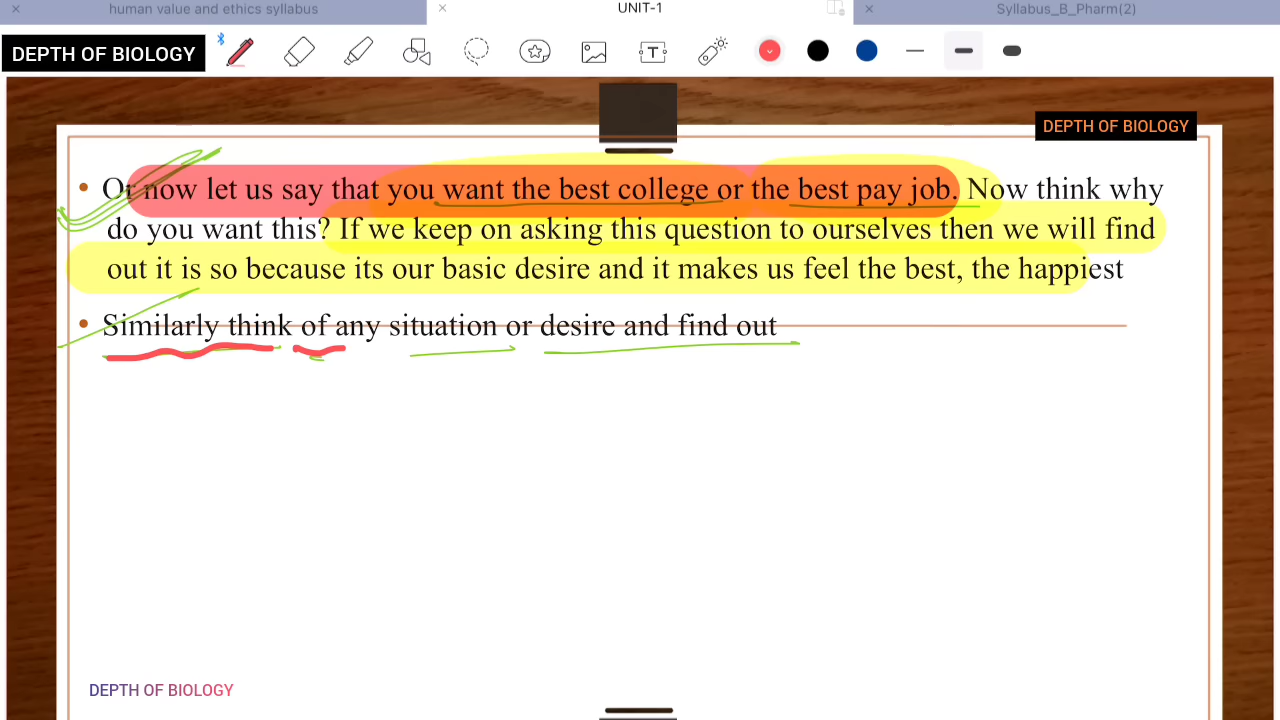 human value and ethics syllabus
UNIT-1
Syllabus_B_Pharm(2)
DEPTH OF BIOLOGY
T
DEPTH OF BIOLOGY
• Or now let us say that you want the best college or the best pay job. Now think why
do you want this? If we keep on asking this question to ourselves then we will find
out it is so because its our basic desire and it makes us feel the best, the happiest
• Similarly think of any situation or desire and find out
DEPTH OF BIOLOGY